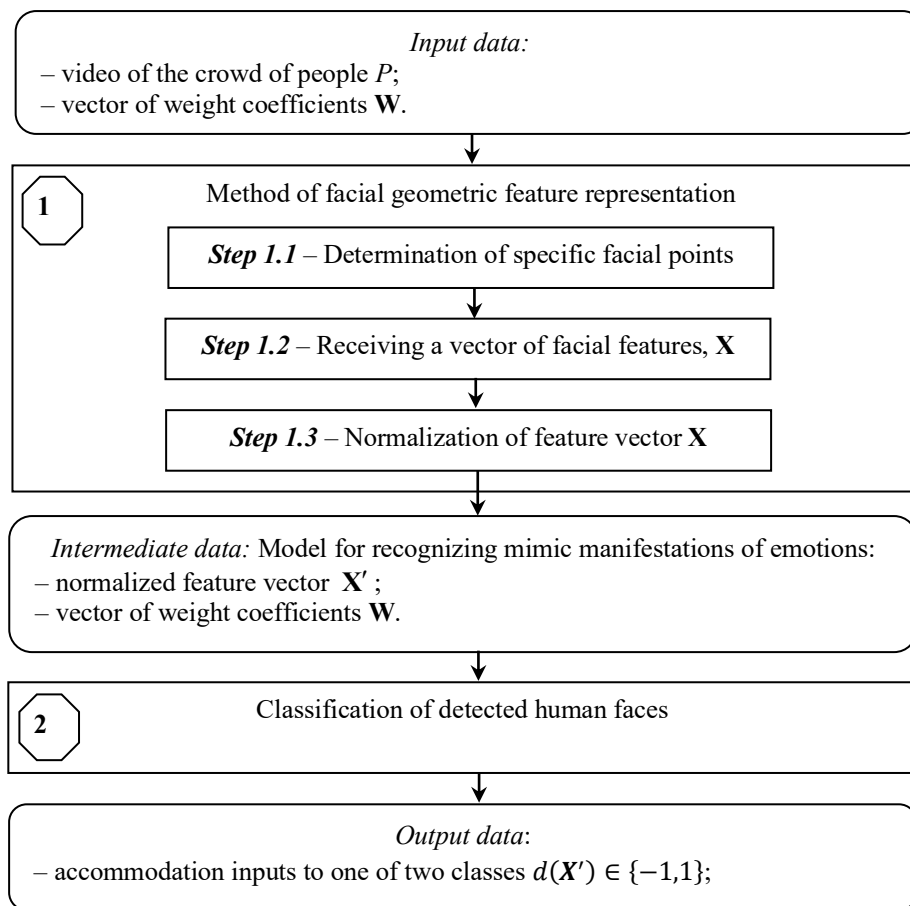 Input data:
– video of the crowd of people P;
– vector of weight coefficients W.
1
Method of facial geometric feature representation
Step 1.1 – Determination of specific facial points
Step 1.2 – Receiving a vector of facial features, X
Step 1.3 – Normalization of feature vector X
Intermediate data: Model for recognizing mimic manifestations of emotions:
– normalized feature vector X′ ;
– vector of weight coefficients W.
2
Classification of detected human faces
Output data:
– accommodation inputs to one of two classes d(X′) ∈ {−1,1};